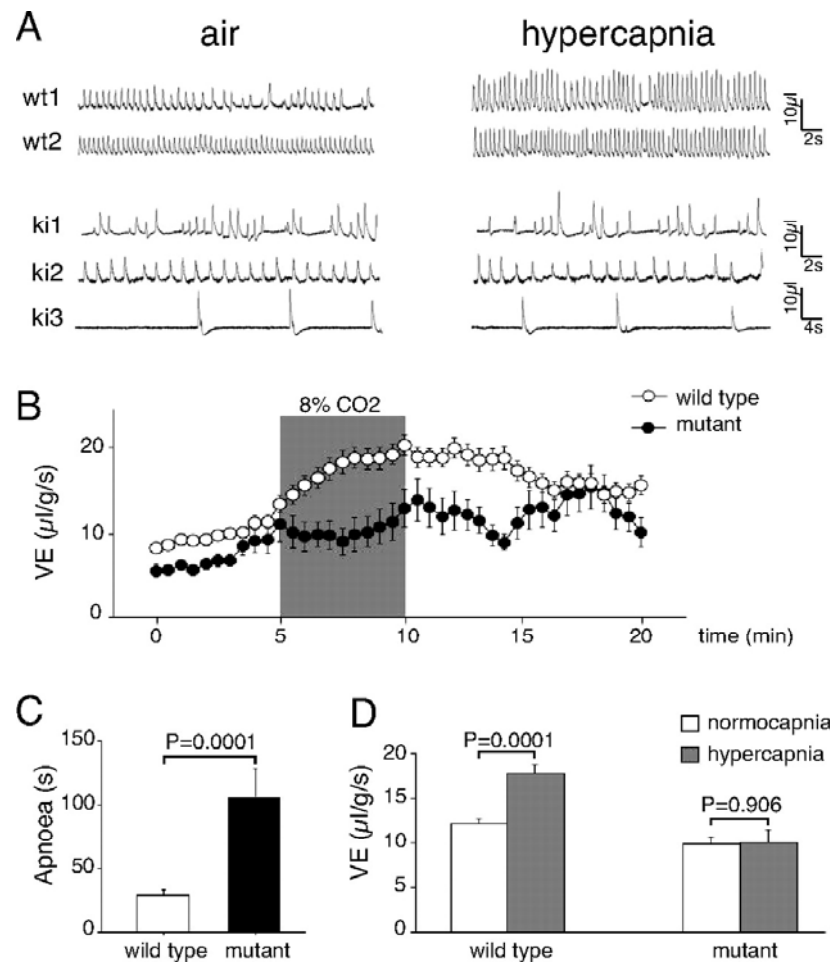 A
air
hypercapnia
wt1
wt2
10µl
2s
ki1
ki2
ki3
10µl
2s
10µl
4s
B
8% CO2
wild type
mutant
VE (µl/g/s)
20
10
0
0
5
10
15
20
time (min)
C
P=0.0001
Apnoea (s)
150
100
50
0
wild type
mutant
D
normocapnia
hypercapnia
P=0.0001
P=0.906
VE (µl/g/s)
20
15
10
5
0
wild type
mutant